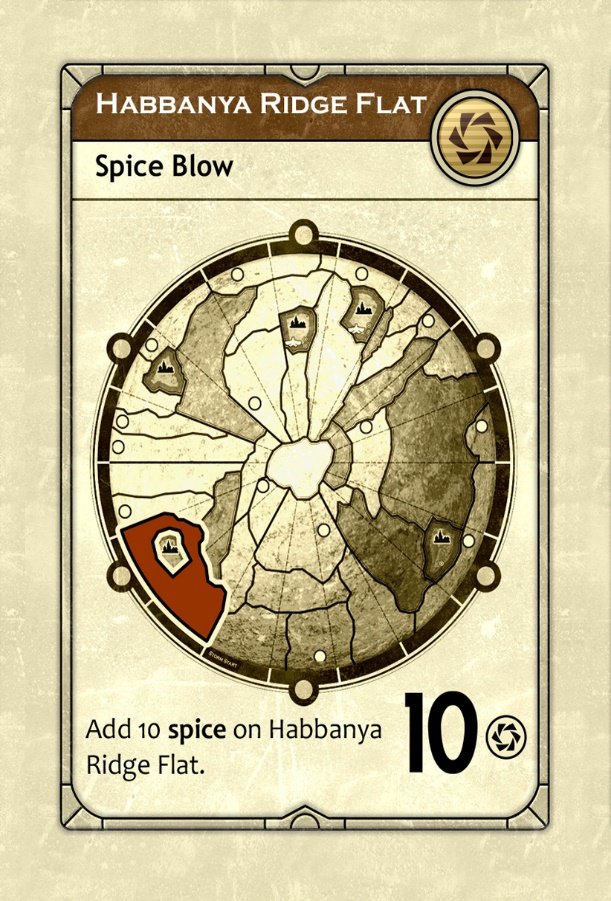 Habbanya Ridge Flat
Spice Blow
Storm Start
Add 10 spice on Habbanya
Ridge Flat.
10